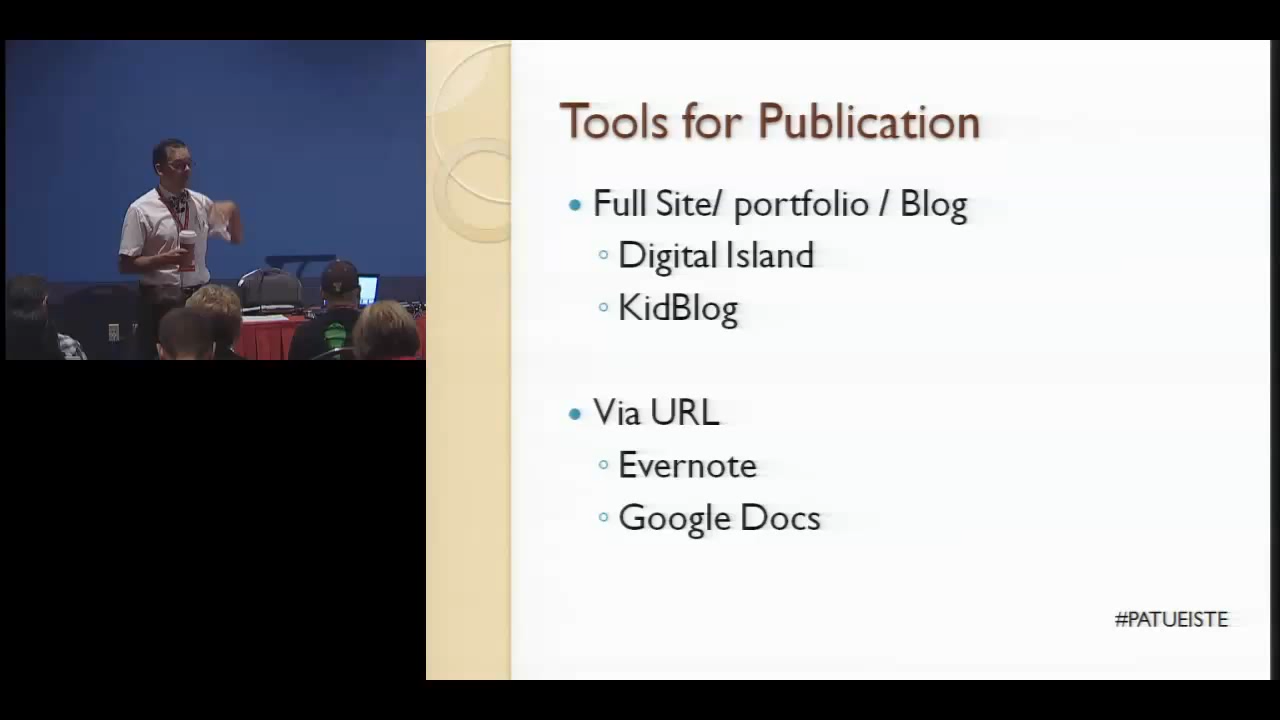 Tools for Publication
Full Site/ portfolio / Blog
Digital Island
KidBlog
Via URL
Evernote
Google Docs
#PATUEISTE